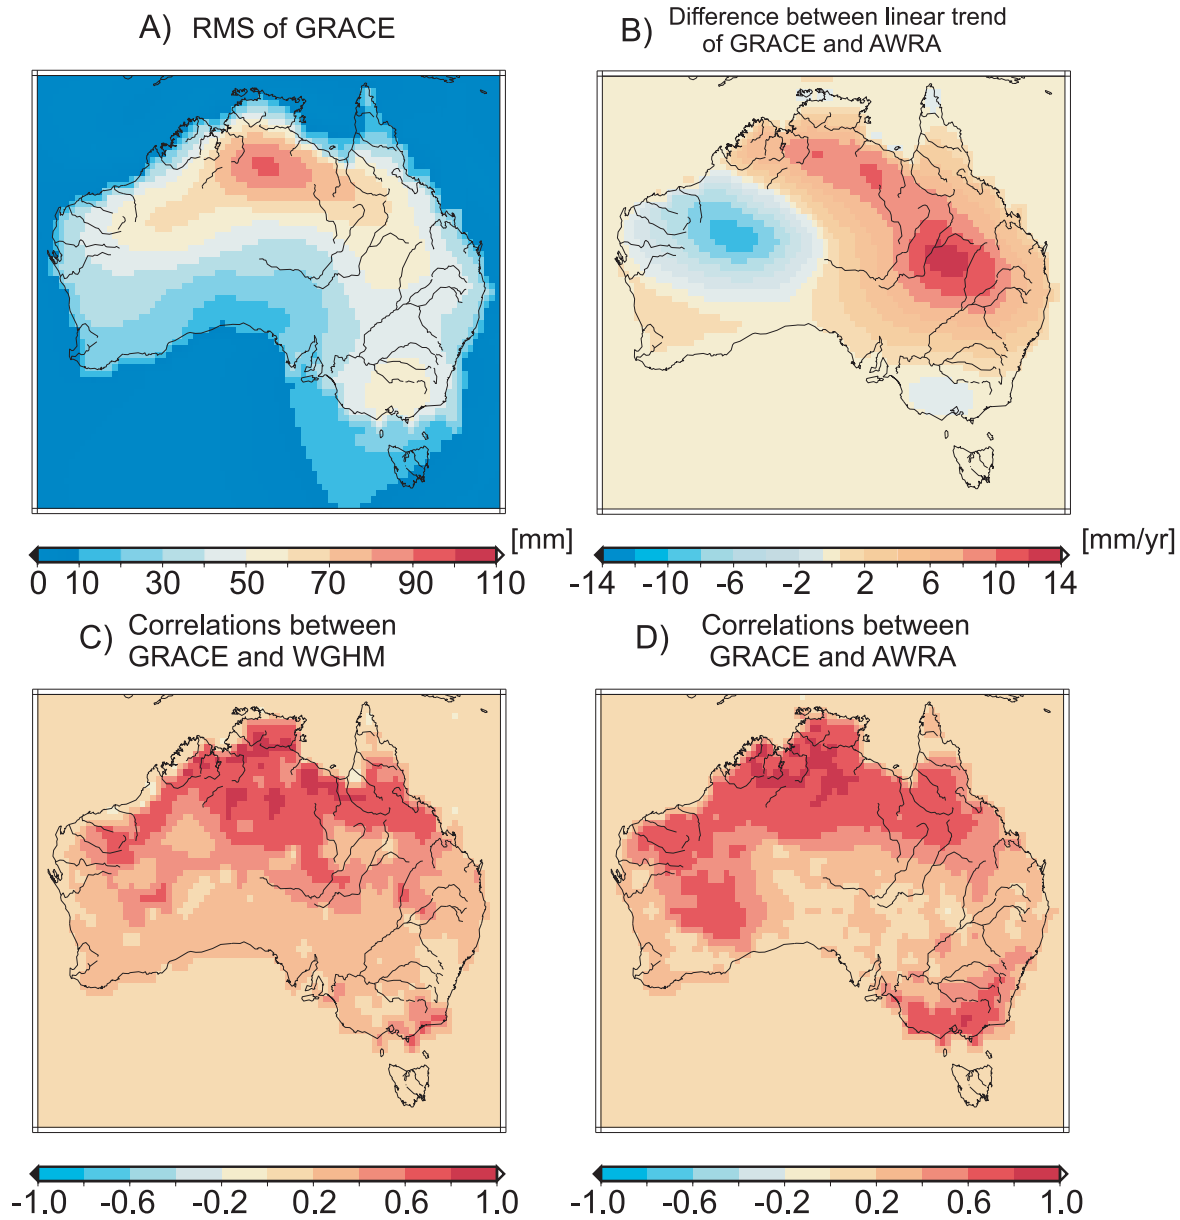 A) RMS of GRACE
B) Difference between linear trend
of GRACE and AWRA
[mm]
0 10 30 50 70 90 110
[mm/yr]
-14 -10 -6 -2 2 6 10 14
C) Correlations between
GRACE and WGHM
D) Correlations between
GRACE and AWRA
-1.0 -0.6 -0.2 0.2 0.6 1.0
-1.0 -0.6 -0.2 0.2 0.6 1.0